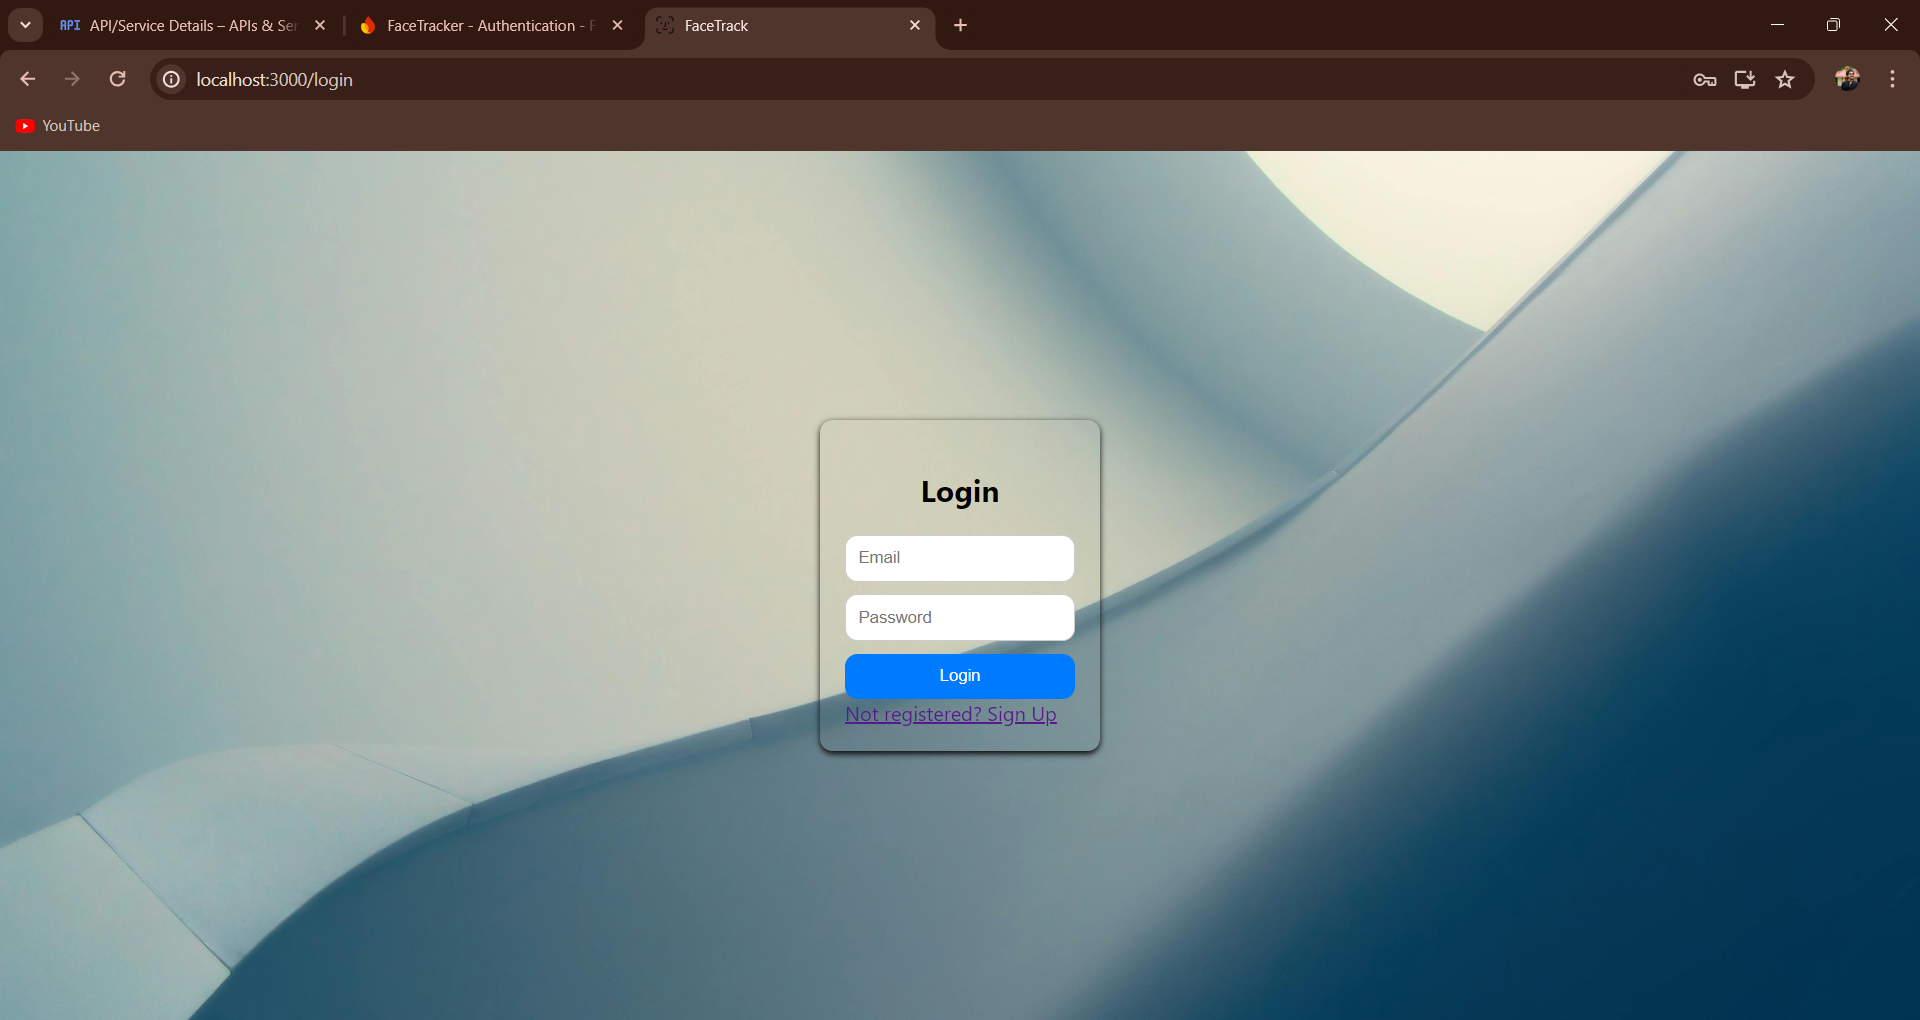 API API/Service Details – APIs & Ser
FaceTracker - Authentication - F
FaceTrack
localhost:3000/login
YouTube
Login
Email
Password
Login
Not registered? Sign Up